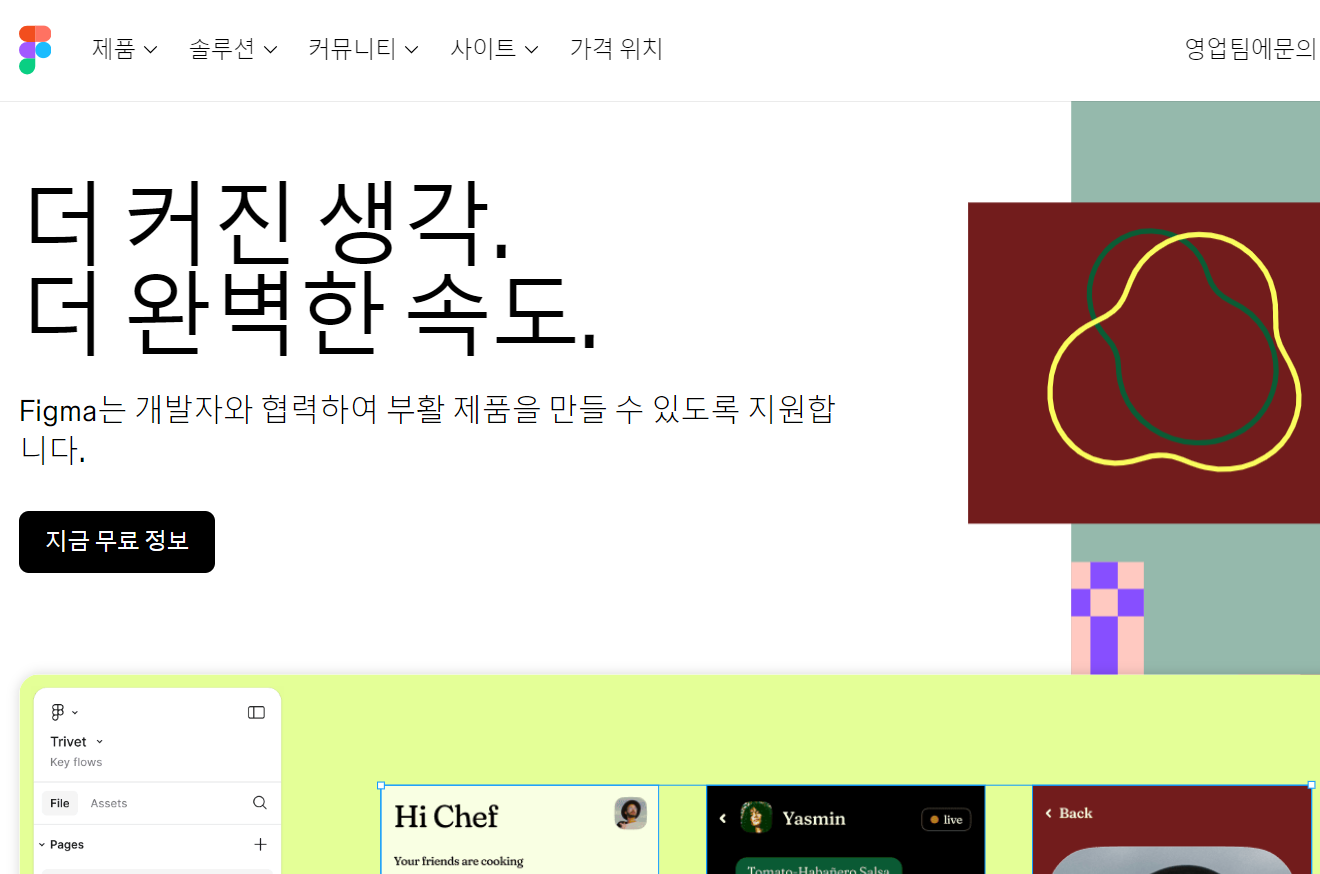 제품
솔루션
커뮤니티
사이트
가격 위치
영업팀에문의
더 커진 생각.
더 완벽한 속도.
Figma는 개발자와 협력하여 부활 제품을 만들 수 있도록 지원합
니다.
지금 무료 정보
Trivet
Key flows
File
Assets
Pages
Hi Chef
Your friends are cooking
Yasmin
live
Tomato-Habañero Salsa
Back